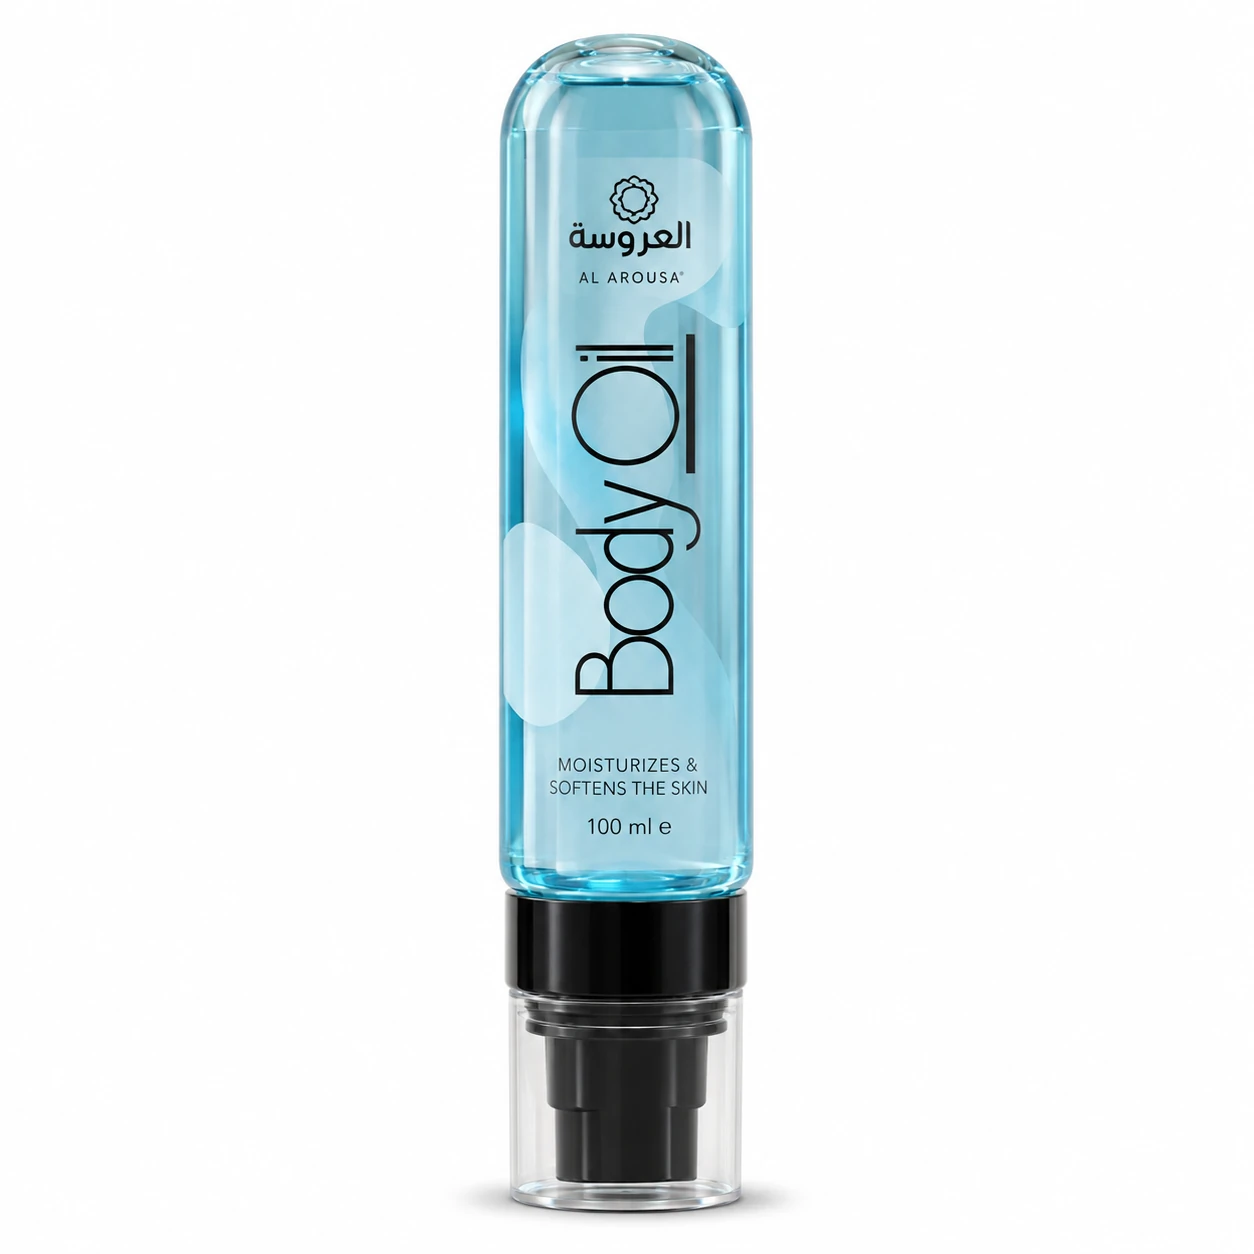 العروسة
AL AROUSA®
Body Oil
MOISTURIZES &
SOFTENS THE SKIN
100 ml e